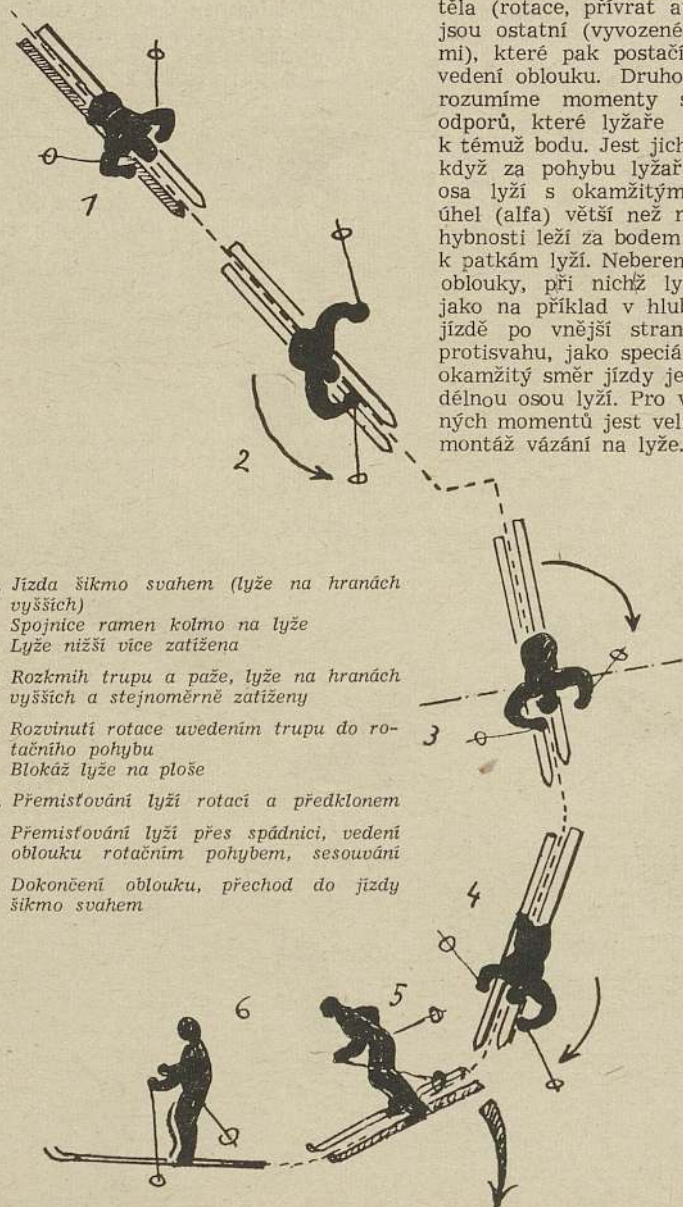 těla (rotace, přívrat a
jsou ostatní (vyvozené
mi), které pak postačí
vedení oblouku. Druho
rozumíme momenty s
odporů, které lyžaře
k témuž bodu. Jest jich
když za pohybu lyžař
osa lyží s okamžitým
úhel (alfa) větší než n
hybnosti leží za bodem
k patkám lyží. Neberem
oblouky, při nichž ly
jako na příklad v hlub
jízdě po vnější stran
protisvahu, jako speciá
okamžitý směr jízdy je
délnou osou lyží. Pro v
ných momentů jest vel
montáž vázání na lyže.
1
2
Jízda šikmo svahem (lyže na hranách
vyšších)
Spojnice ramen kolmo na lyže
Lyže nižší více zatížena
Rozkmih trupu a paže, lyže na hranách
vyšších a stejnoměrně zatíženy
Rozvinutí rotace uvedením trupu do ro-
tačního pohybu
Blokáž lyže na ploše
Přemisťování lyží rotací a předklonem
Přemisťování lyží přes spádnici, vedení
oblouku rotačním pohybem, sesouvání
Dokončení oblouku, přechod do jízdy
šikmo svahem
3
4
5
6